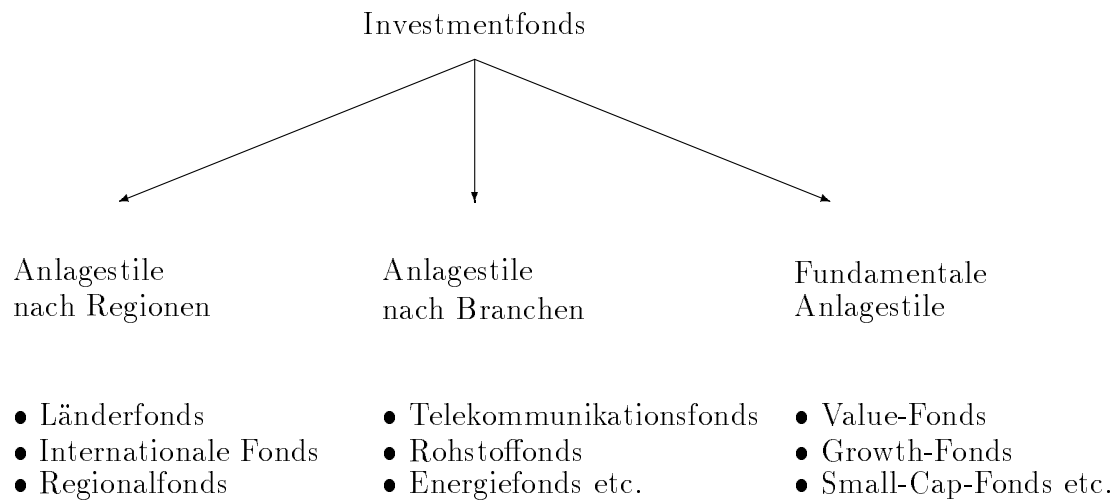 Investmentfonds
Anlagestile
nach Regionen
• Länderfonds
• Internationale Fonds
• Regionalfonds
Anlagestile
nach Branchen
• Telekommunikationsfonds
• Rohstoffonds
• Energiefonds etc.
Fundamentale
Anlagestile
• Value-Fonds
• Growth-Fonds
• Small-Cap-Fonds etc.